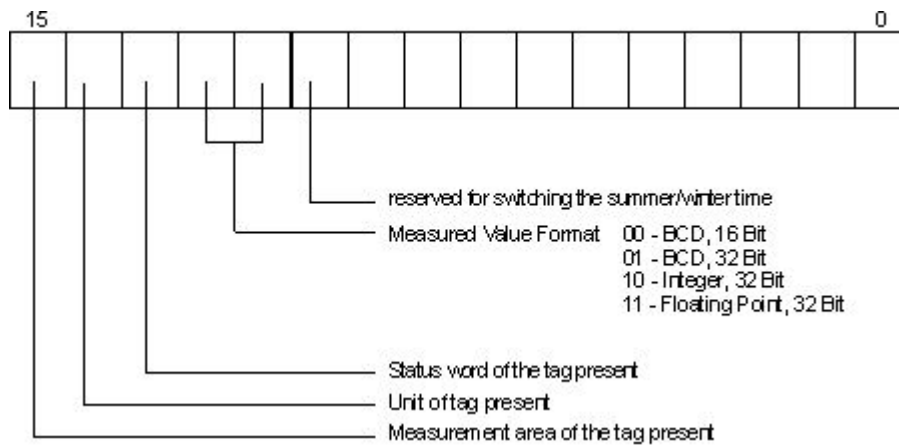 15 0
reserved for switching the summer/winter time
Measured Value Format 00 - BCD, 16 Bit
01 - BCD, 32 Bit
10 - Integer, 32 Bit
11 - Floating Point, 32 Bit
Status word of the tag present
Unit of tag present
Measurement area of the tag present